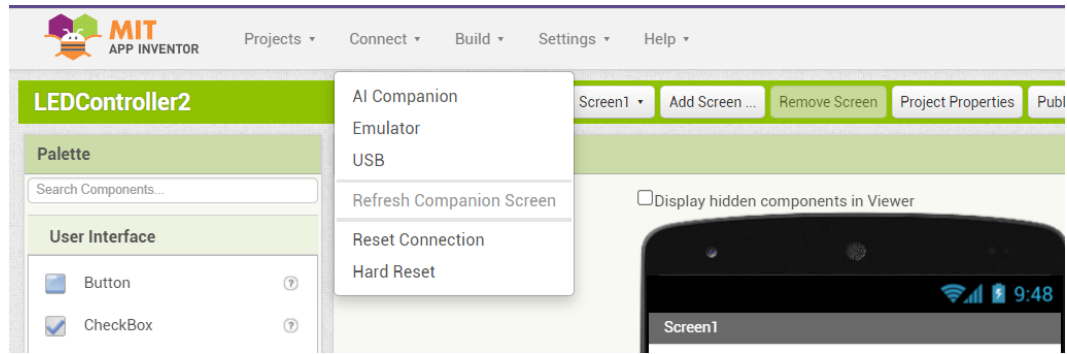 MIT
APP INVENTOR
Projects
Connect
Build
Settings
Help
LEDController2
Screen1
Add Screen ...
Remove Screen
Project Properties
Publ
AI Companion
Emulator
USB
Refresh Companion Screen
Reset Connection
Hard Reset
Palette
Search Components...
User Interface
Button
?
CheckBox
?
Display hidden components in Viewer
9:48
Screen1